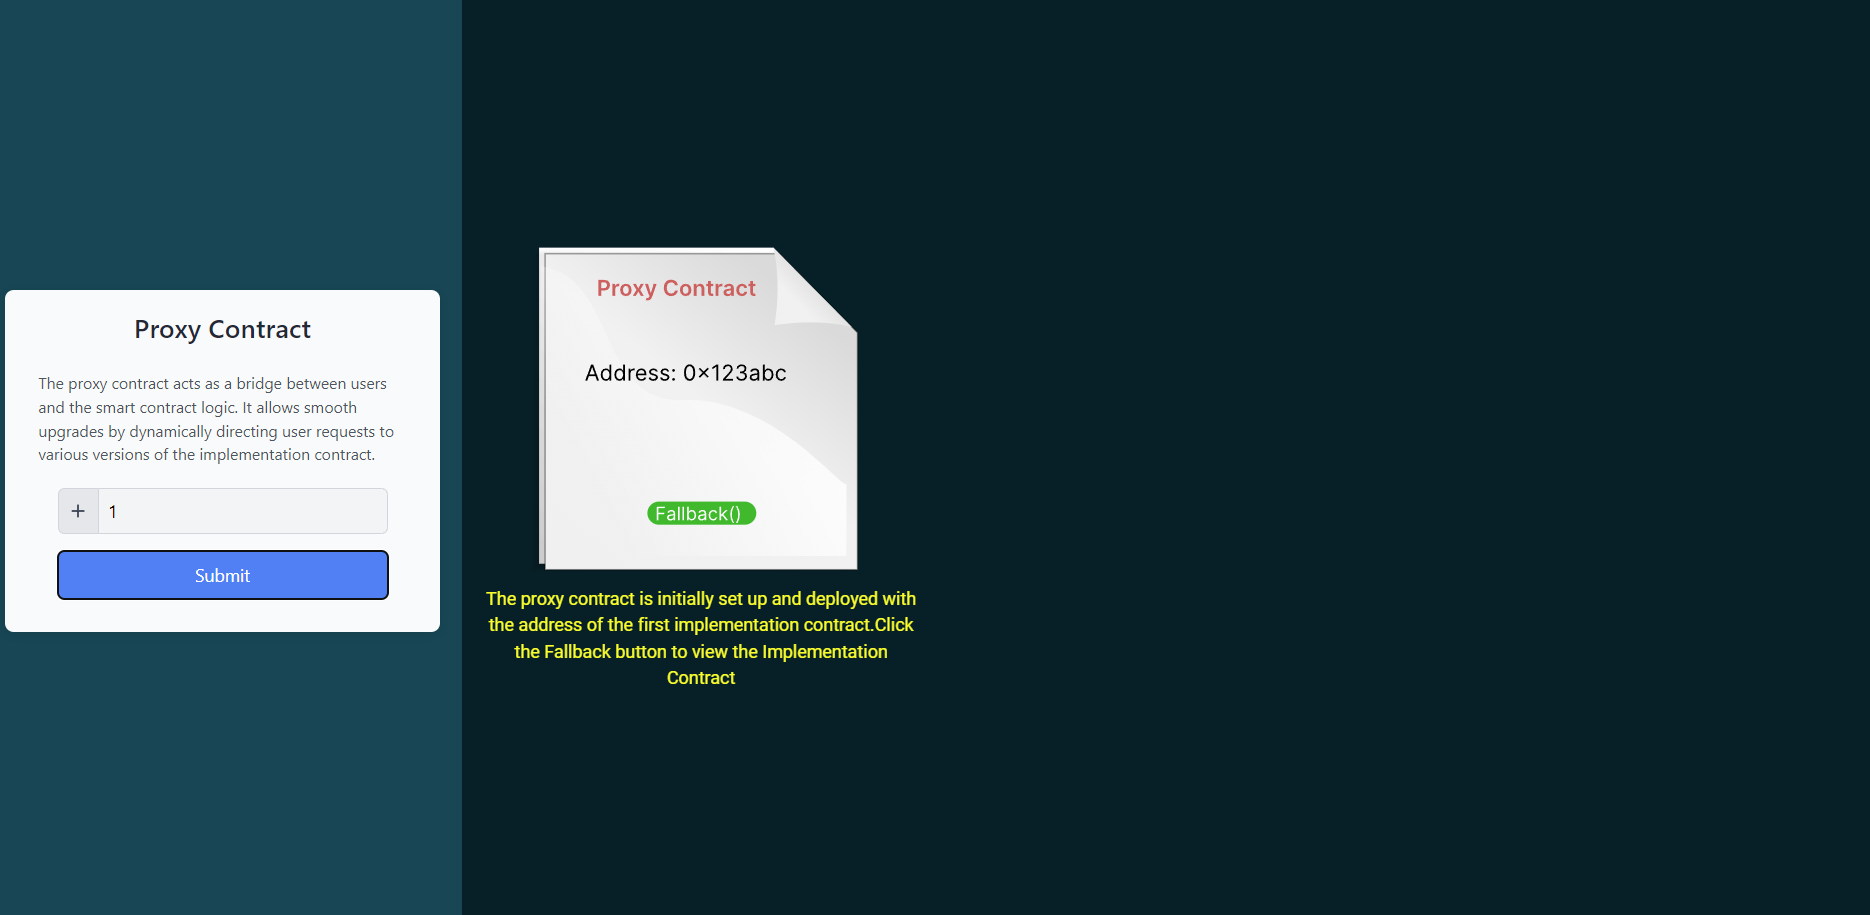 Proxy Contract
The proxy contract acts as a bridge between users
and the smart contract logic. It allows smooth
upgrades by dynamically directing user requests to
various versions of the implementation contract.
+ 1
Submit
Proxy Contract
Address: 0×123abc
Fallback()
The proxy contract is initially set up and deployed with
the address of the first implementation contract.Click
the Fallback button to view the Implementation
Contract